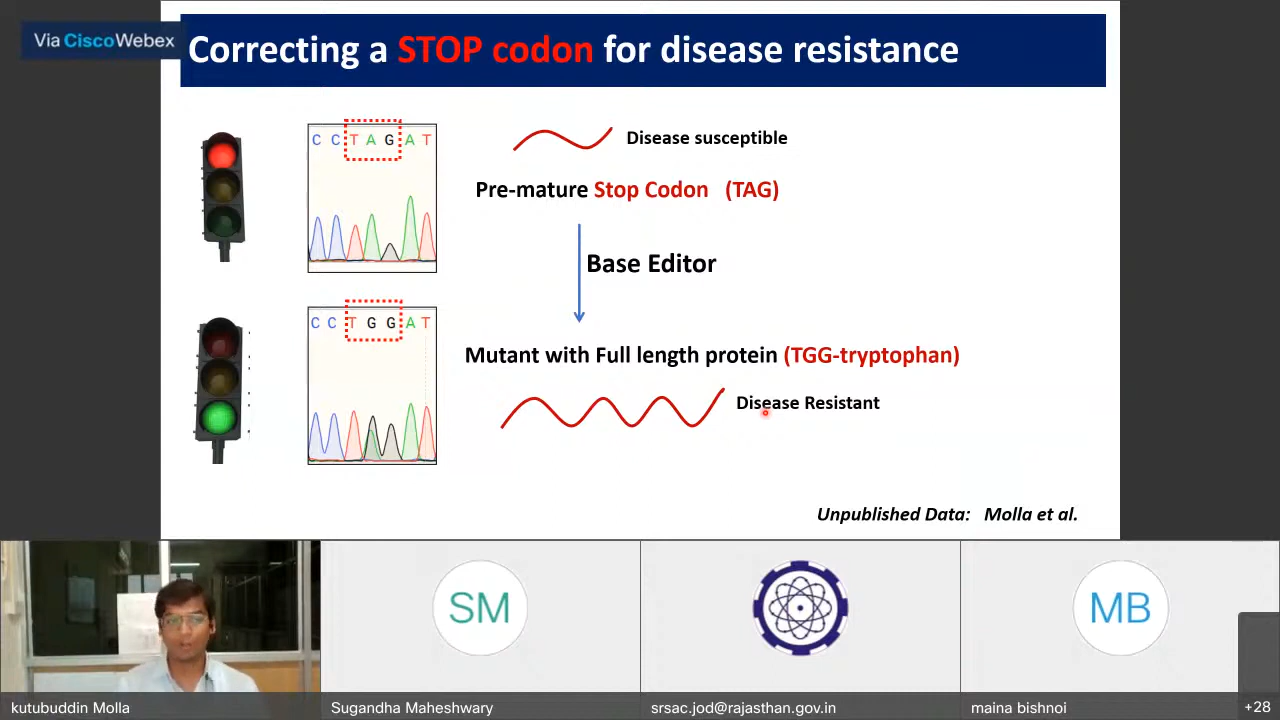 Via Cisco Webex
Correcting a STOP codon for disease resistance
C C T A G A T
Disease susceptible
Pre-mature Stop Codon (TAG)
Base Editor
C C T G G A T
Mutant with Full length protein (TGG-tryptophan)
Disease Resistant
Unpublished Data: Molla et al.
SM
MB
kutubuddin Molla
Sugandha Maheshwary
srsac.jod@rajasthan.gov.in
maina bishnoi
+28